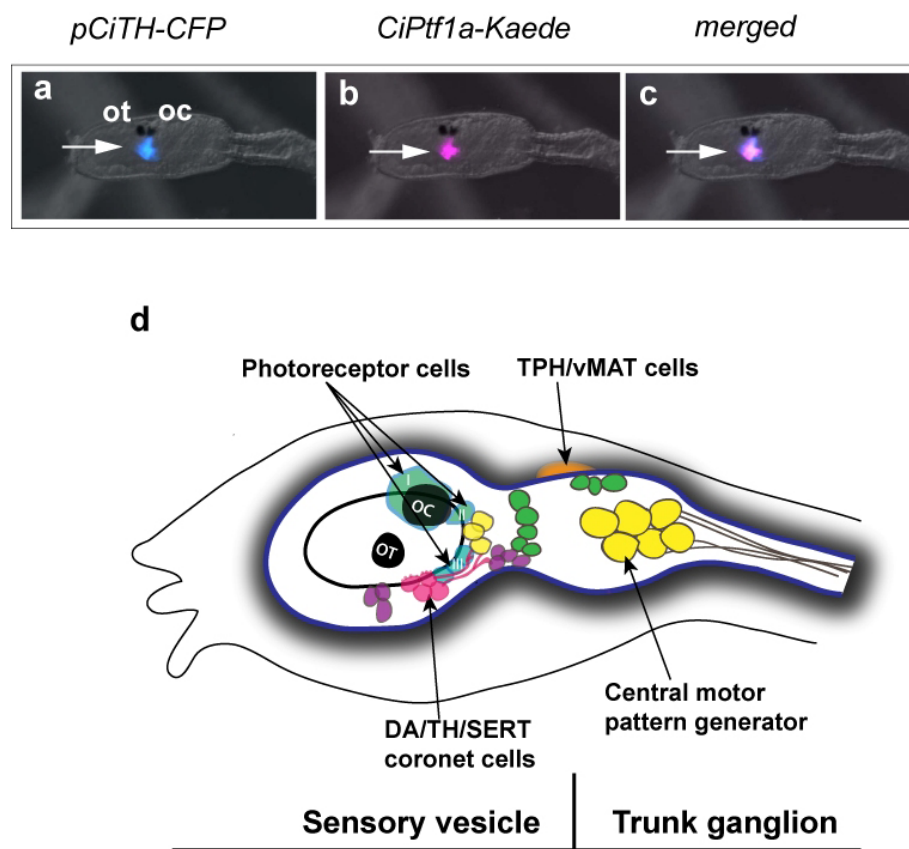 pCiTH-CFP CiPtf1a-Kaede merged
a b c
ot oc
d
Photoreceptor cells TPH/vMAT cells
I
OC II
OT
III
Central motor
pattern generator
DA/TH/SERT
coronet cells
Sensory vesicle Trunk ganglion